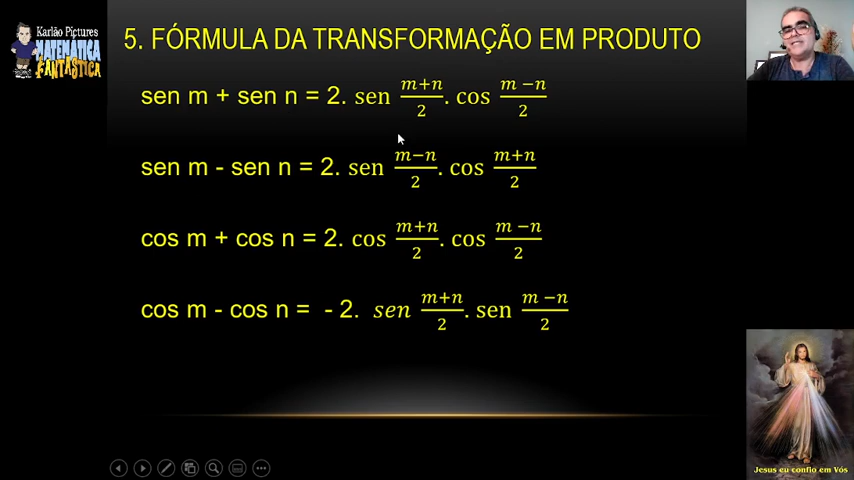 Karlão Pictures
MATEMÁTICA
FANTÁSTICA
5. FÓRMULA DA TRANSFORMAÇÃO EM PRODUTO
sen m + sen n = 2. sen (m+n)/2 . cos (m −n)/2
sen m - sen n = 2. sen (m−n)/2 . cos (m+n)/2
cos m + cos n = 2. cos (m+n)/2 . cos (m −n)/2
cos m - cos n = - 2. sen (m+n)/2 . sen (m −n)/2
Jesus eu confio em Vós